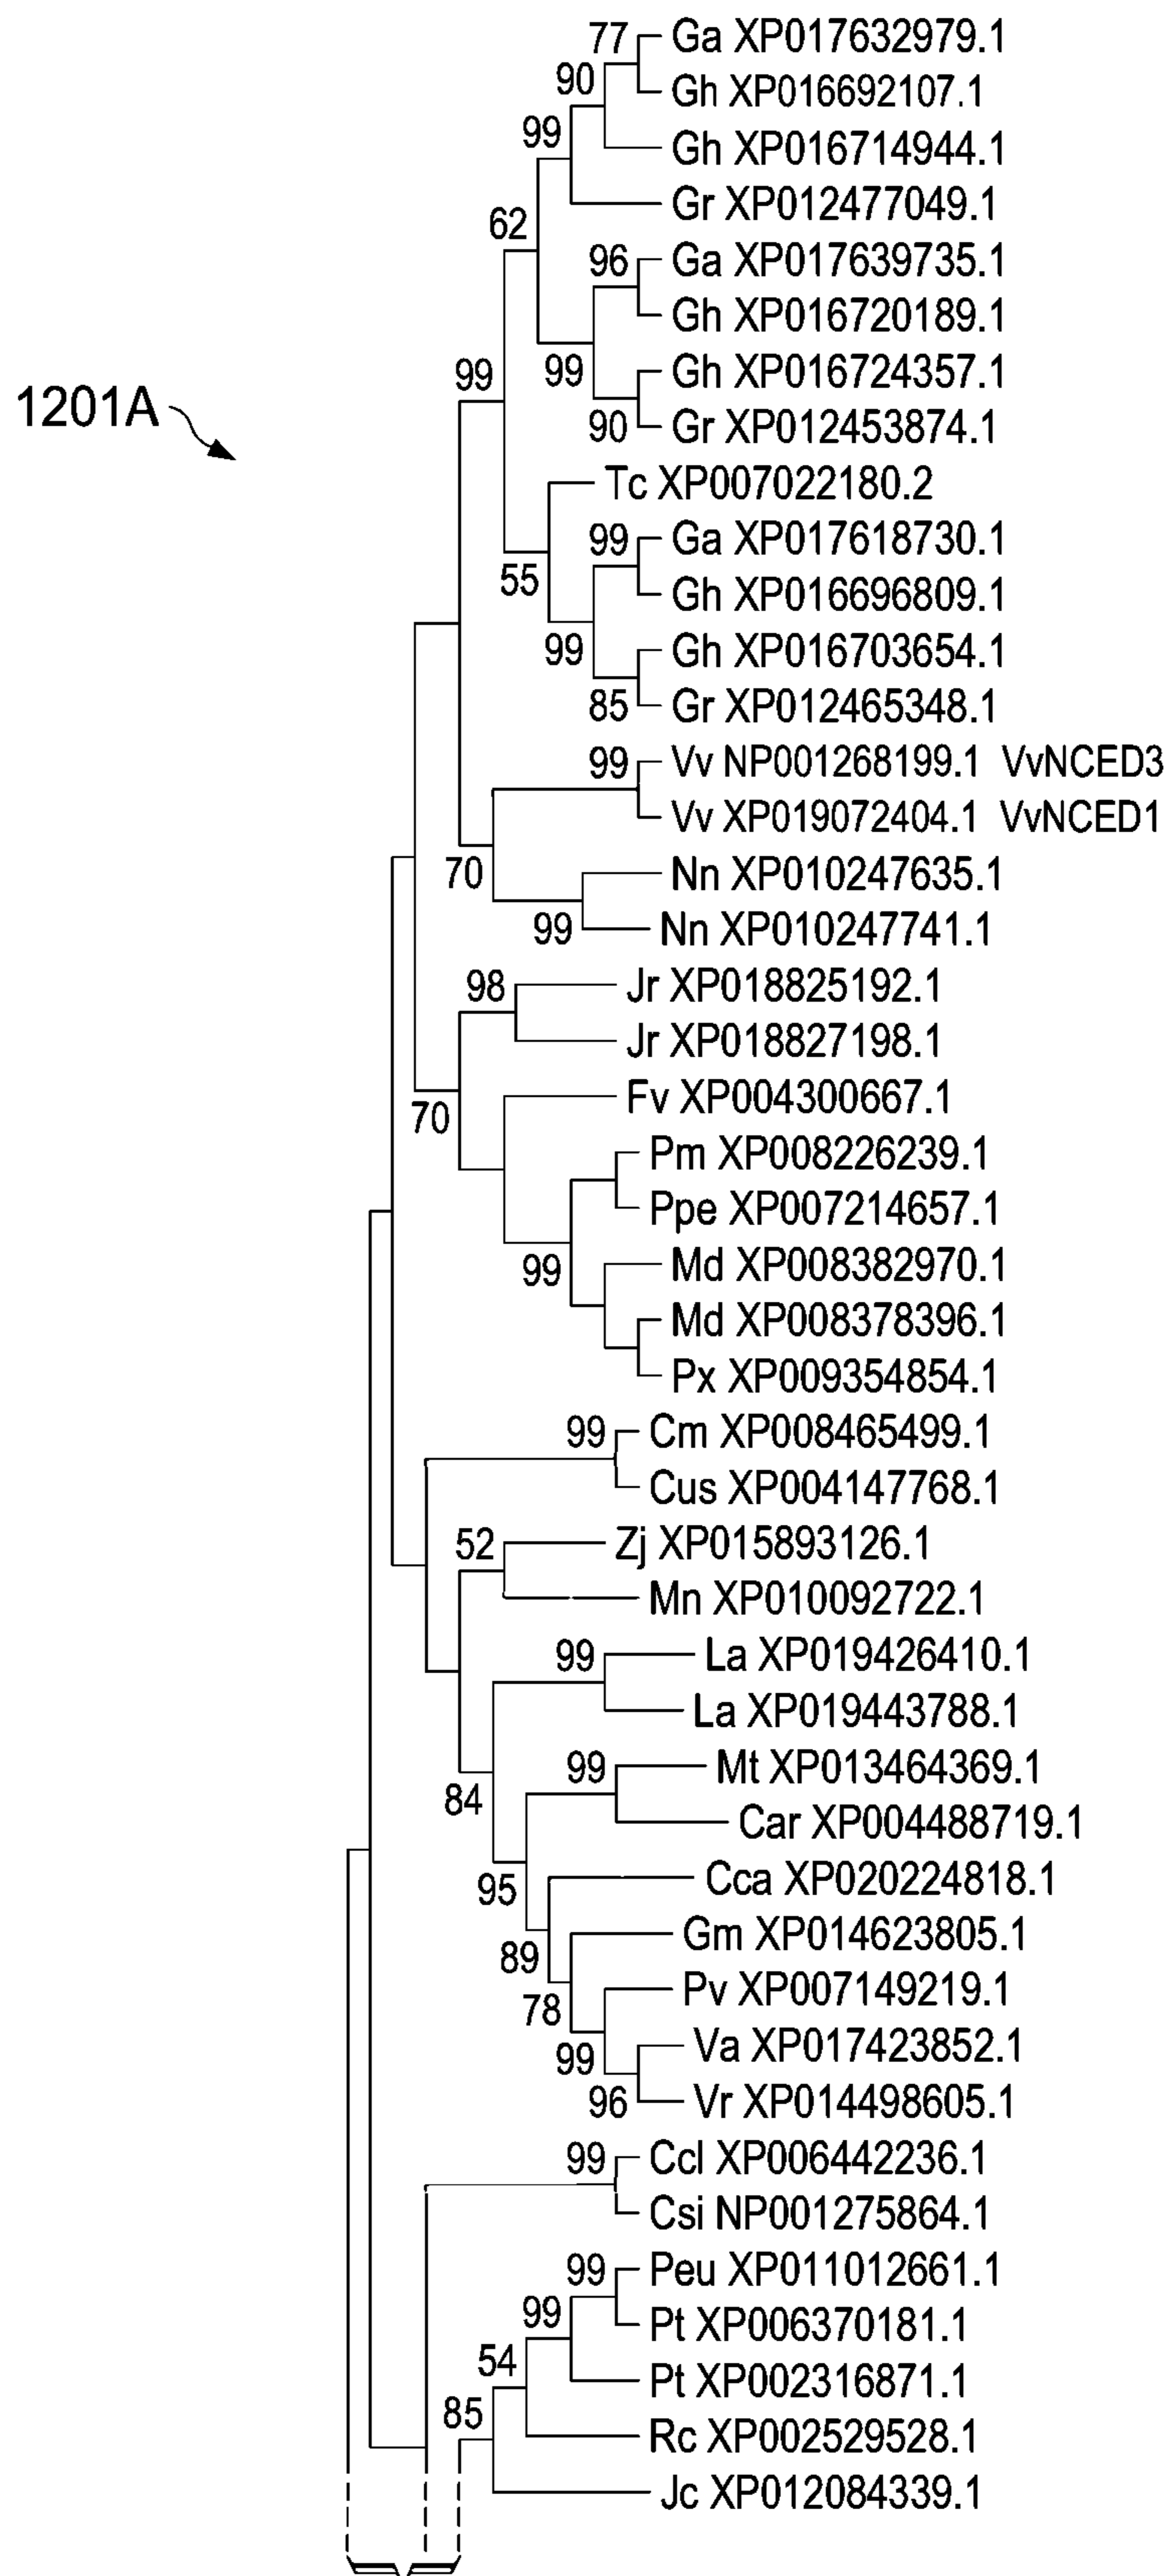 77
Ga XP017632979.1
90
Gh XP016692107.1
99
Gh XP016714944.1
62
Gr XP012477049.1
96
Ga XP017639735.1
Gh XP016720189.1
99
99
Gh XP016724357.1
1201A
90
Gr XP012453874.1
Tc XP007022180.2
99
Ga XP017618730.1
55
Gh XP016696809.1
99
Gh XP016703654.1
85
Gr XP012465348.1
99
Vv NP001268199.1 VvNCED3
Vv XP019072404.1 VvNCED1
70
Nn XP010247635.1
99
Nn XP010247741.1
98
Jr XP018825192.1
Jr XP018827198.1
70
Fv XP004300667.1
Pm XP008226239.1
Ppe XP007214657.1
99
Md XP008382970.1
Md XP008378396.1
Px XP009354854.1
99
Cm XP008465499.1
Cus XP004147768.1
52
Zj XP015893126.1
Mn XP010092722.1
99
La XP019426410.1
La XP019443788.1
99
Mt XP013464369.1
84
Car XP004488719.1
95
Cca XP020224818.1
89
Gm XP014623805.1
78
Pv XP007149219.1
99
Va XP017423852.1
96
Vr XP014498605.1
99
Ccl XP006442236.1
Csi NP001275864.1
99
Peu XP011012661.1
99
Pt XP006370181.1
54
Pt XP002316871.1
85
Rc XP002529528.1
Jc XP012084339.1